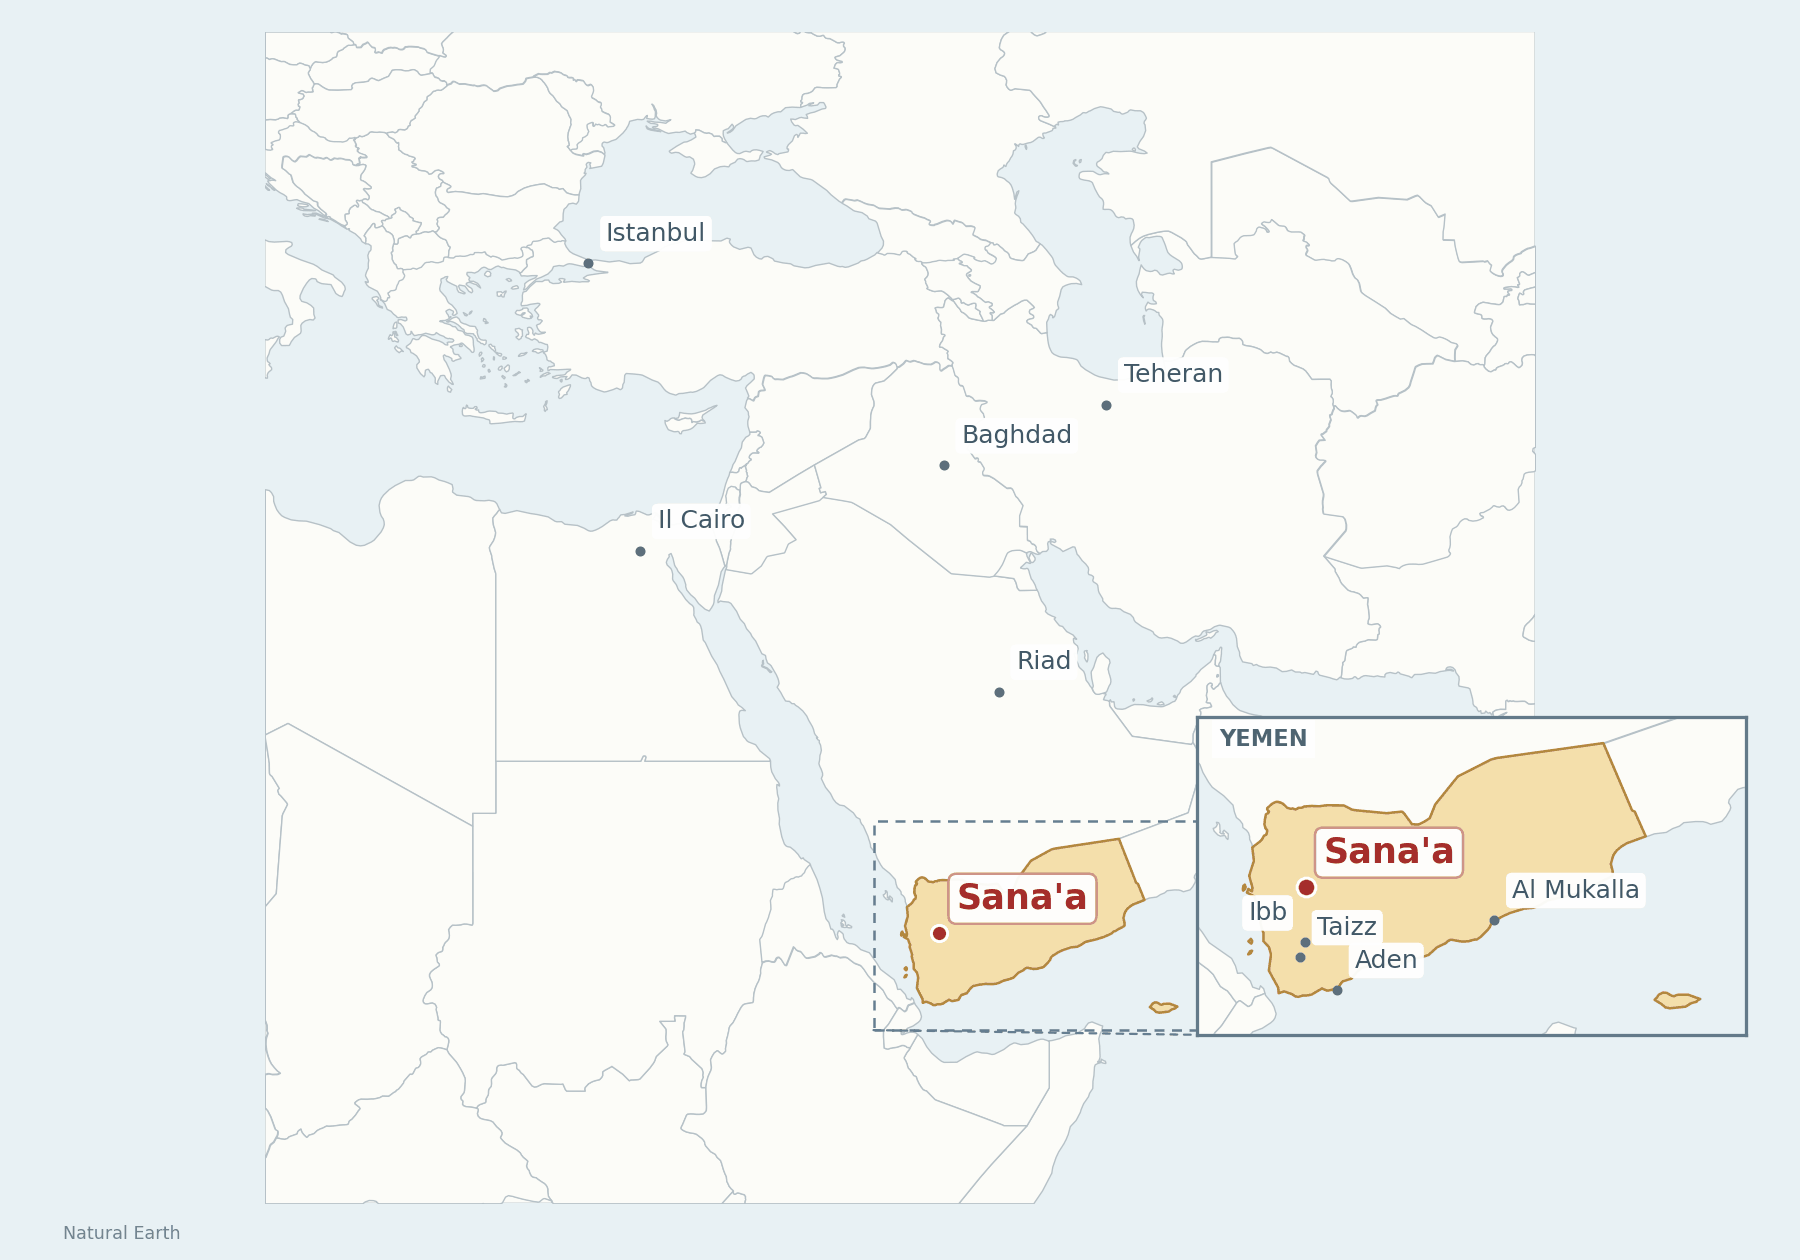 Istanbul
Teheran
Baghdad
Il Cairo
Riad
YEMEN
Sana'a
Sana'a
Al Mukalla
Ibb
Taizz
Aden
Natural Earth